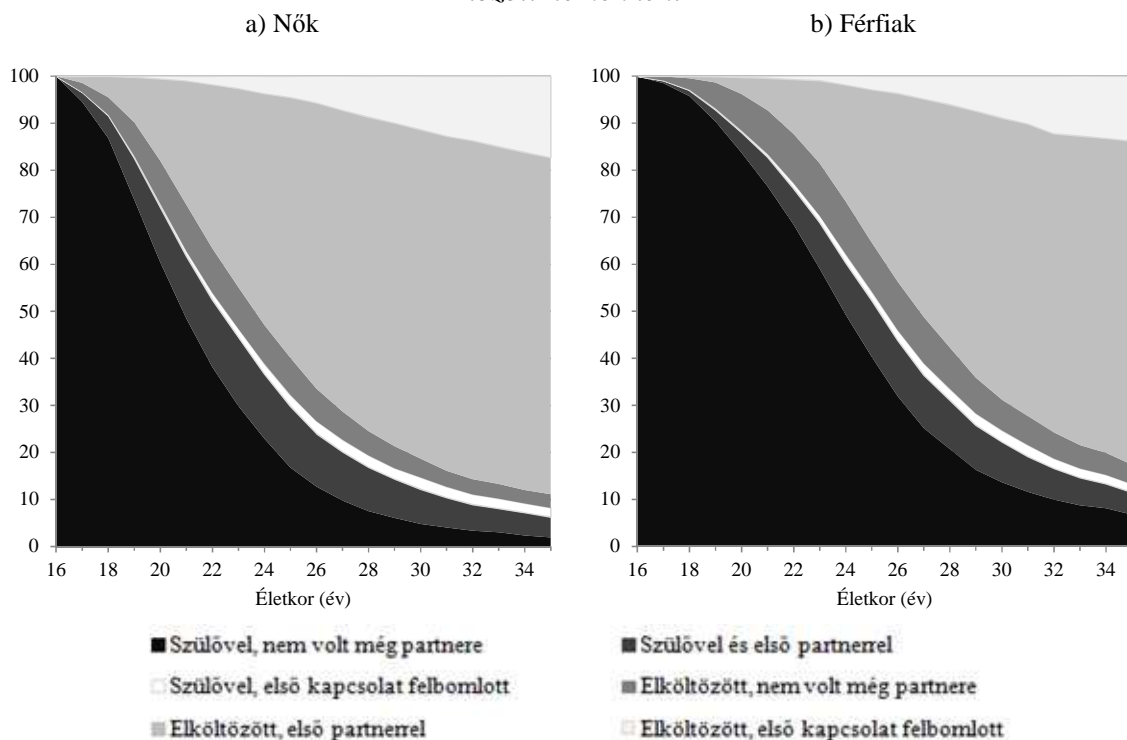 a) Nők
b) Férfiak
100
90
80
70
60
50
40
30
20
10
0
16 18 20 22 24 26 28 30 32 34
Életkor (év)
100
90
80
70
60
50
40
30
20
10
0
16 18 20 22 24 26 28 30 32 34
Életkor (év)
Szülővel, nem volt még partnere
Szülővel és első partnerrel
Szülővel, első kapcsolat felbomlott
Elköltözött, nem volt még partnere
Elköltözött, első partnerrel
Elköltözött, első kapcsolat felbomlott